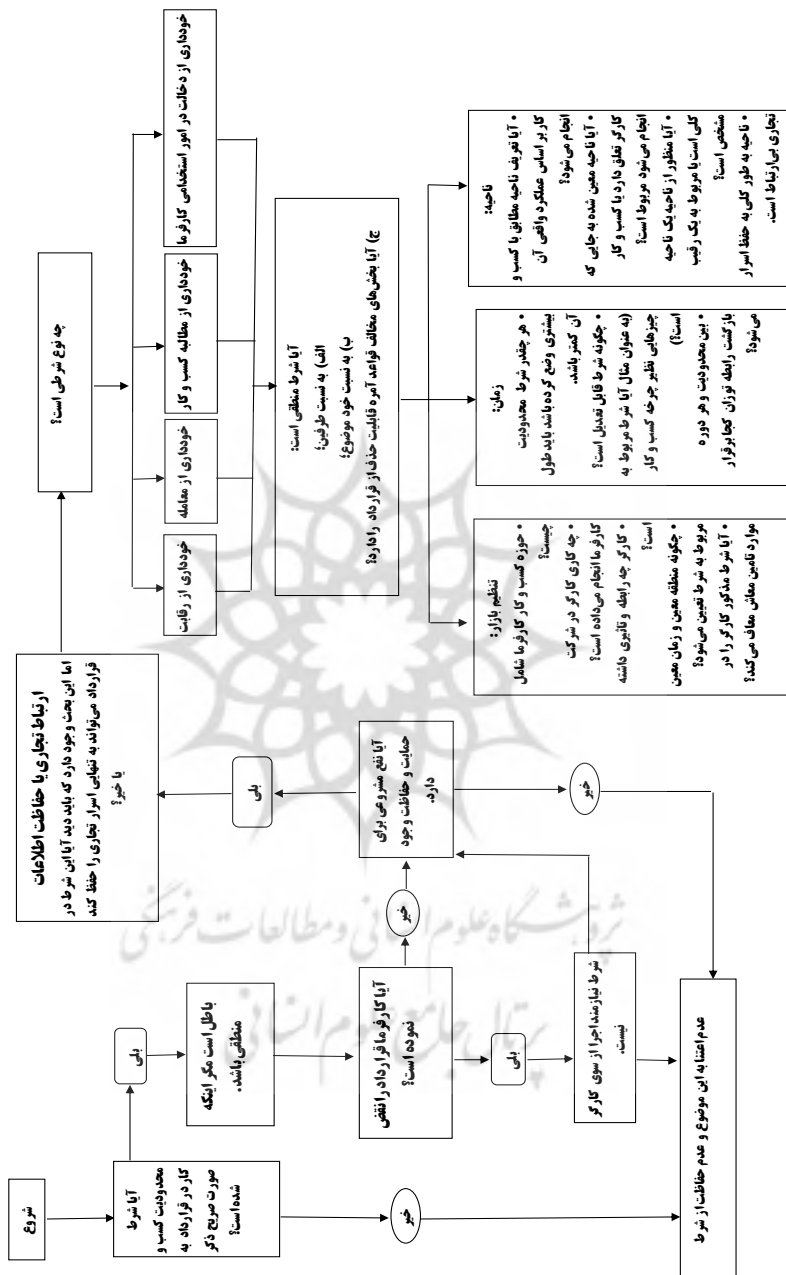 شروع
آیا شرط
محدودیت کسب و
کار در قرارداد به
صورت صریح ذکر
شده است؟
بلی
خیر
باطل است مگر اینکه
منطقی باشد.
آیا کارفرما قرارداد را نقض
نموده است؟
خیر
بلی
شرط نیازمند اجرا از سوی کارگر
نیست.
عدم اعتنا به این موضوع و عدم حفاظت از شرط
آیا نفع مشروعی برای
حمایت و حفاظت وجود
دارد.
بلی
خیر
ارتباط تجاری یا حفاظت اطلاعات
اما این بحث وجود دارد که باید دید آیا این شرط در
قرارداد می‌تواند به تنهایی اسرار تجاری را حفظ کند
یا خیر؟
چه نوع شرطی است؟
خودداری از رقابت
خودداری از معامله
خودداری از مطالبه کسب و کار
خودداری از دخالت در امور استخدامی کارفرما
آیا شرط منطقی است:
الف) به نسبت طرفین؛
ب) به نسبت خود موضوع؛
ج) آیا بخش‌های مخالف قواعد آمره قابلیت حذف از قرارداد را دارد؟
تنظیم بازار:
• حوزه کسب و کار کارفرما شامل
چیست؟
• چه کاری کارگر در شرکت
کارفرما انجام می‌داده است؟
• کارگر چه رابطه و تاثیری داشته
است؟
• چگونه منطقه معین و زمان معین
مربوط به شرط تعیین می‌شود؟
• آیا شرط مذکور کارگر را در
موارد تامین معاش معاف می‌کند؟
زمان:
• هر چقدر شرط محدودیت
بیشتری وضع کرده باشد باید طول
آن کمتر باشد.
• چگونه شرط قابل تعدیل است؟
(به عنوان مثال آیا شرط مربوط به
چیزهایی نظیر چرخه کسب و کار
است؟)
• بین محدودیت و هر دوره
بازگشت رابطه توازن کجا برقرار
می‌شود؟
ناحیه:
• آیا تعریف ناحیه مطابق با کسب و
کار بر اساس عملکرد واقعی آن
انجام می‌شود؟
• آیا ناحیه معین شده به جایی که
کارگر تعلق دارد یا کسب و کار
انجام می‌شود مربوط است؟
• آیا منظور از ناحیه یک ناحیه
کلی است یا مربوط به یک رقیب
مشخص است؟
• ناحیه به طور کلی به حفظ اسرار
تجاری بی‌ارتباط است.
پژوهشگاه علوم انسانی و مطالعات فرهنگی
پرتال جامع علوم انسانی